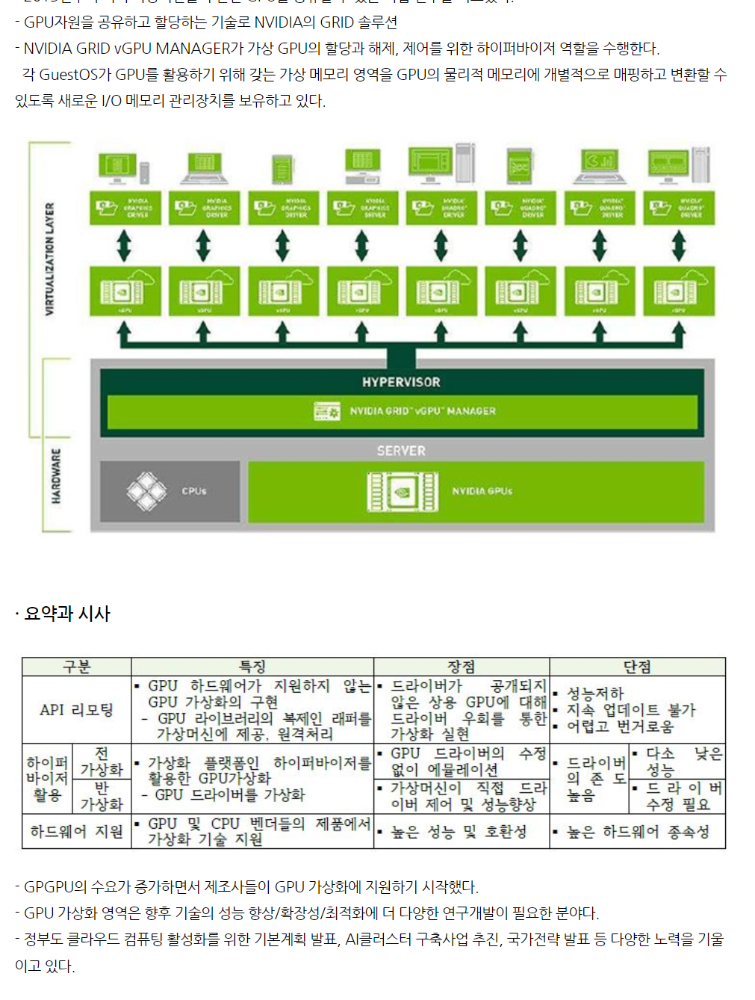 - GPU자원을 공유하고 할당하는 기술로 NVIDIA의 GRID 솔루션
- NVIDIA GRID vGPU MANAGER가 가상 GPU의 할당과 해제, 제어를 위한 하이퍼바이저 역할을 수행한다.
각 GuestOS가 GPU를 활용하기 위해 갖는 가상 메모리 영역을 GPU의 물리적 메모리에 개별적으로 매핑하고 변환할 수
있도록 새로운 I/O 메모리 관리장치를 보유하고 있다.
VIRTUALIZATION LAYER
NVIDIA GRAPHICS DRIVER
NVIDIA GRAPHICS DRIVER
NVIDIA GRAPHICS DRIVER
NVIDIA GRAPHICS DRIVER
NVIDIA® QUADRO® DRIVER
NVIDIA® QUADRO® DRIVER
NVIDIA® QUADRO® DRIVER
NVIDIA® QUADRO® DRIVER
vGPU
vGPU
vGPU
vGPU
vGPU
vGPU
vGPU
vGPU
HYPERVISOR
NVIDIA GRID™ vGPU™ MANAGER
HARDWARE
SERVER
CPUs
NVIDIA GPUs
· 요약과 시사
구분
특징
장점
단점
API 리모팅
▪ GPU 하드웨어가 지원하지 않는
GPU 가상화의 구현
- GPU 라이브러리의 복제인 래퍼를
가상머신에 제공, 원격처리
▪ 드라이버가 공개되지
않은 상용 GPU에 대해
드라이버 우회를 통한
가상화 실현
▪ 성능저하
▪ 지속 업데이트 불가
▪ 어렵고 번거로움
하이퍼
바이저
활용
전
가상화
반
가상화
▪ 가상화 플랫폼인 하이퍼바이저를
활용한 GPU가상화
- GPU 드라이버를 가상화
▪ GPU 드라이버의 수정
없이 에뮬레이션
▪ 가상머신이 직접 드라
이버 제어 및 성능향상
▪ 드라이버
의 존 도
높음
▪ 다소 낮은
성능
▪ 드 라 이 버
수정 필요
하드웨어 지원
▪ GPU 및 CPU 벤더들의 제품에서
가상화 기술 지원
▪ 높은 성능 및 호환성
▪ 높은 하드웨어 종속성
- GPGPU의 수요가 증가하면서 제조사들이 GPU 가상화에 지원하기 시작했다.
- GPU 가상화 영역은 향후 기술의 성능 향상/확장성/최적화에 더 다양한 연구개발이 필요한 분야다.
- 정부도 클라우드 컴퓨팅 활성화를 위한 기본계획 발표, AI클러스터 구축사업 추진, 국가전략 발표 등 다양한 노력을 기울
이고 있다.